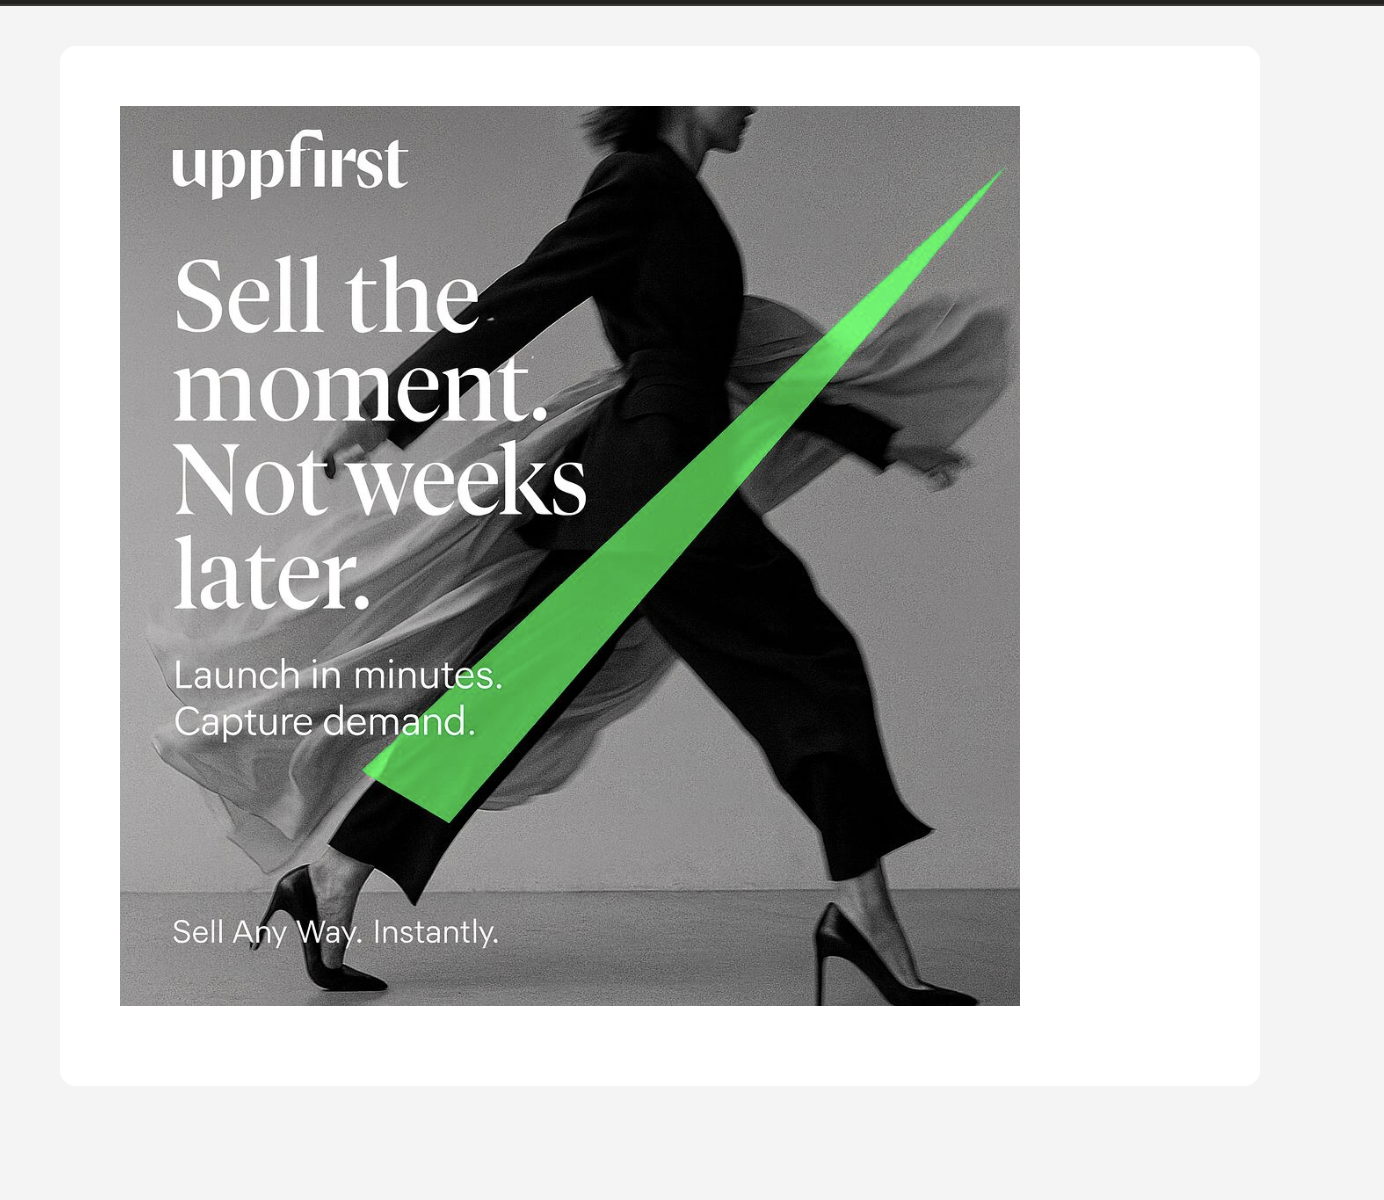 uppfirst
Sell the
moment.
Not weeks
later.
Launch in minutes.
Capture demand.
Sell Any Way. Instantly.